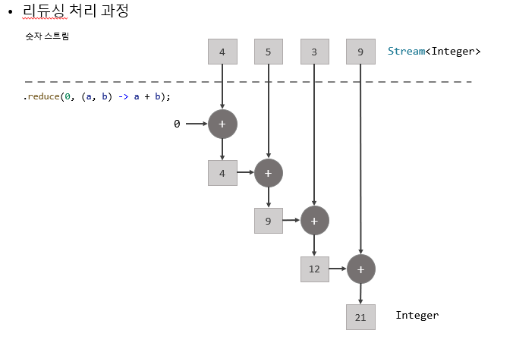 • 리듀싱 처리 과정
숫자 스트림
4 5 3 9 Stream<Integer>
.reduce(0, (a, b) -> a + b);
0 +
4 +
9 +
12 +
21 Integer